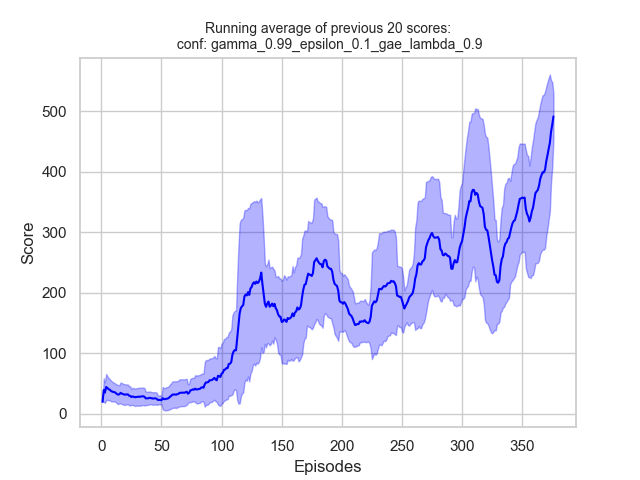 Running average of previous 20 scores:
conf: gamma_0.99_epsilon_0.1_gae_lambda_0.9
500
400
300
200
100
0
Score
0 50 100 150 200 250 300 350
Episodes